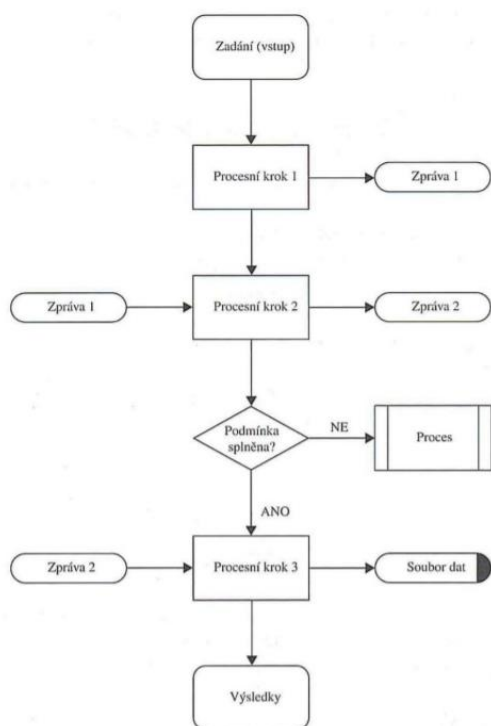 Zadání (vstup)
Procesní krok 1
Zpráva 1
Zpráva 1
Procesní krok 2
Zpráva 2
Podmínka
splněna?
NE
Proces
ANO
Zpráva 2
Procesní krok 3
Soubor dat
Výsledky